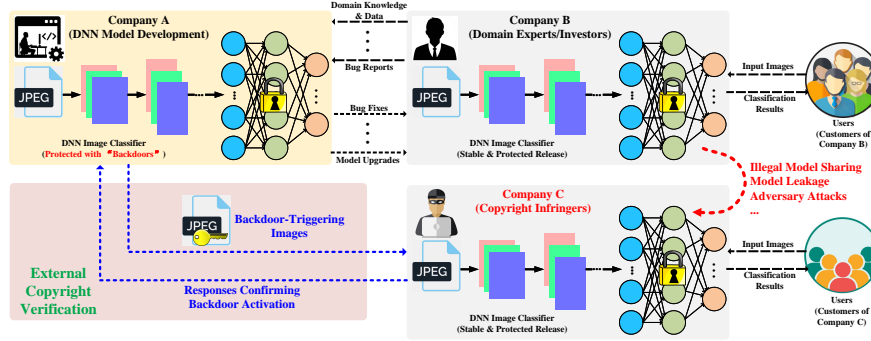 Company A
(DNN Model Development)
JPEG
DNN Image Classifier
(Protected with "Backdoors")
Domain Knowledge
& Data
Bug Reports
Bug Fixes
Model Upgrades
Company B
(Domain Experts/Investors)
JPEG
DNN Image Classifier
(Stable & Protected Release)
Input Images
Classification
Results
Users
(Customers of
Company B)
Illegal Model Sharing
Model Leakage
Adversary Attacks
...
External
Copyright
Verification
JPEG
Backdoor-Triggering
Images
Responses Confirming
Backdoor Activation
Company C
(Copyright Infringers)
JPEG
DNN Image Classifier
(Stable & Protected Release)
Input Images
Classification
Results
Users
(Customers of
Company C)